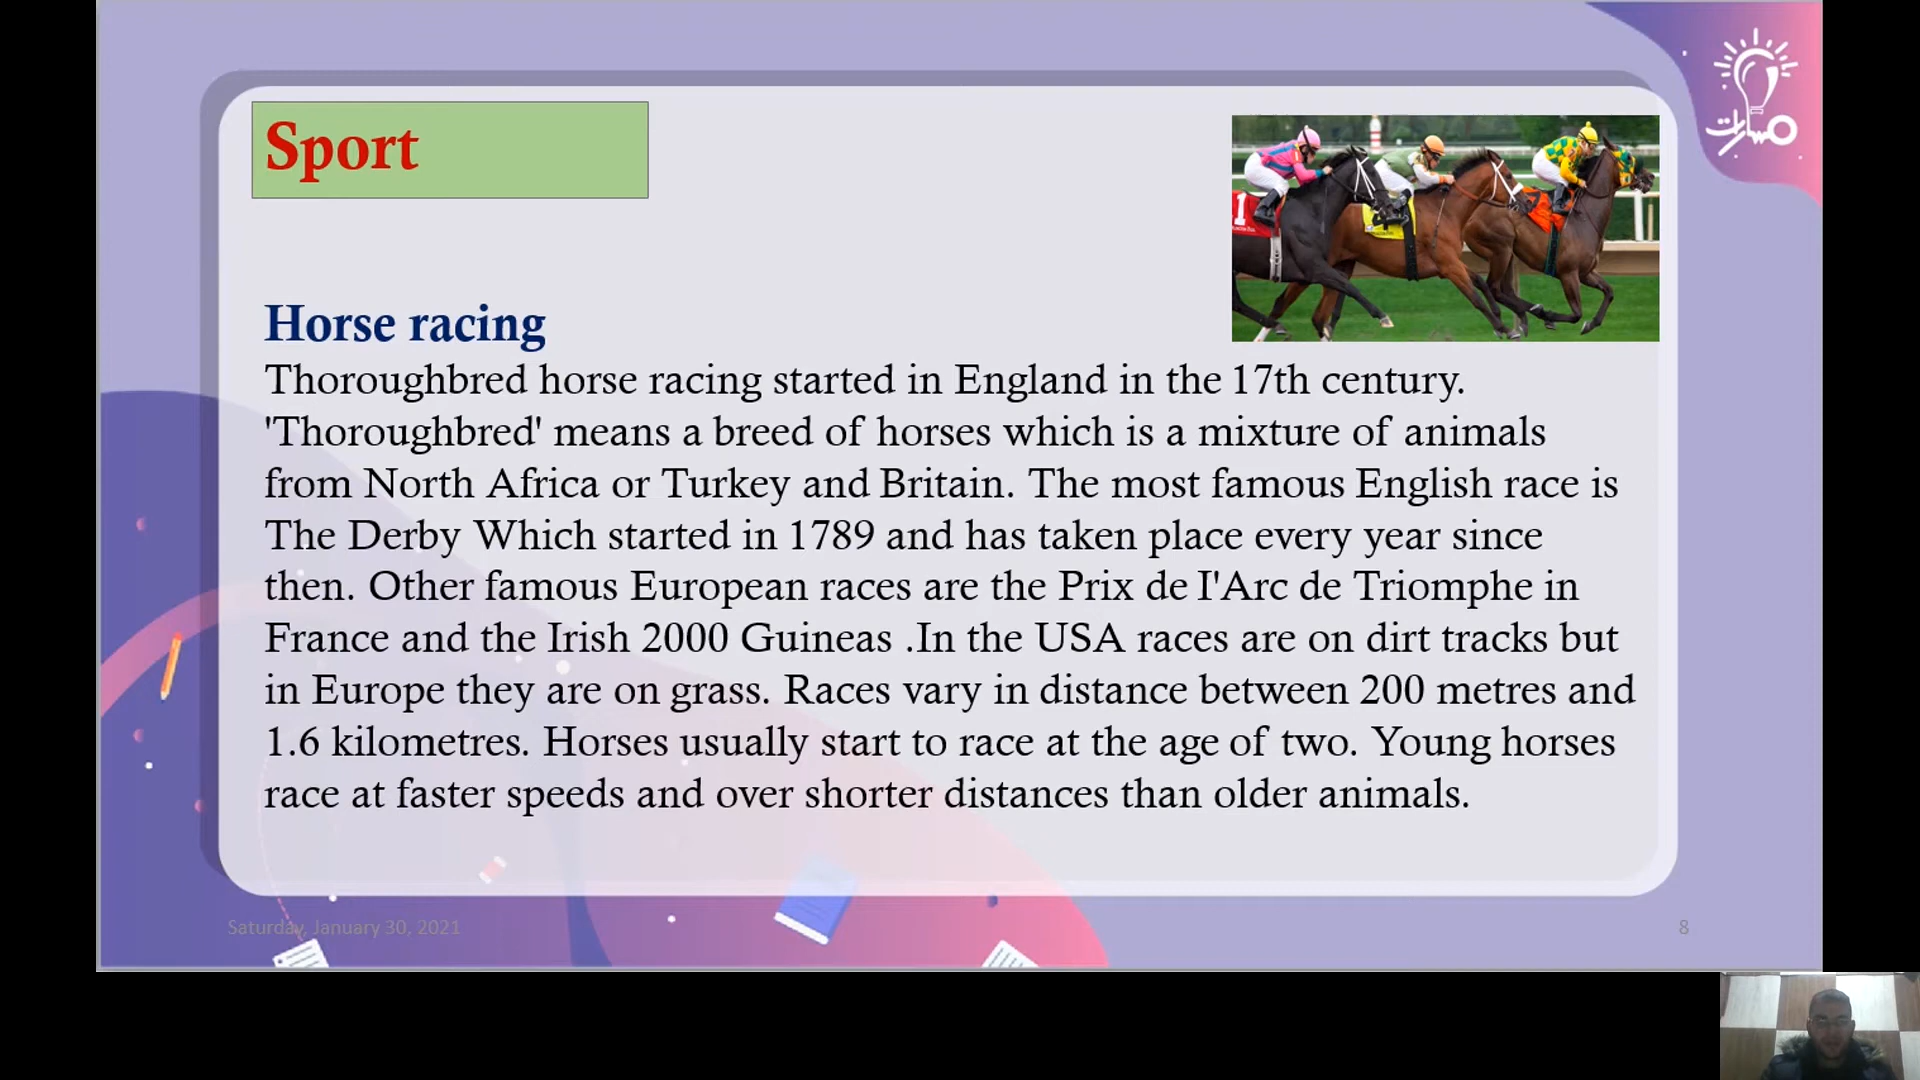 Sport
Horse racing
Thoroughbred horse racing started in England in the 17th century.
'Thoroughbred' means a breed of horses which is a mixture of animals
from North Africa or Turkey and Britain. The most famous English race is
The Derby Which started in 1789 and has taken place every year since
then. Other famous European races are the Prix de I'Arc de Triomphe in
France and the Irish 2000 Guineas .In the USA races are on dirt tracks but
in Europe they are on grass. Races vary in distance between 200 metres and
1.6 kilometres. Horses usually start to race at the age of two. Young horses
race at faster speeds and over shorter distances than older animals.
Saturday, January 30, 2021
8
مسارات
1